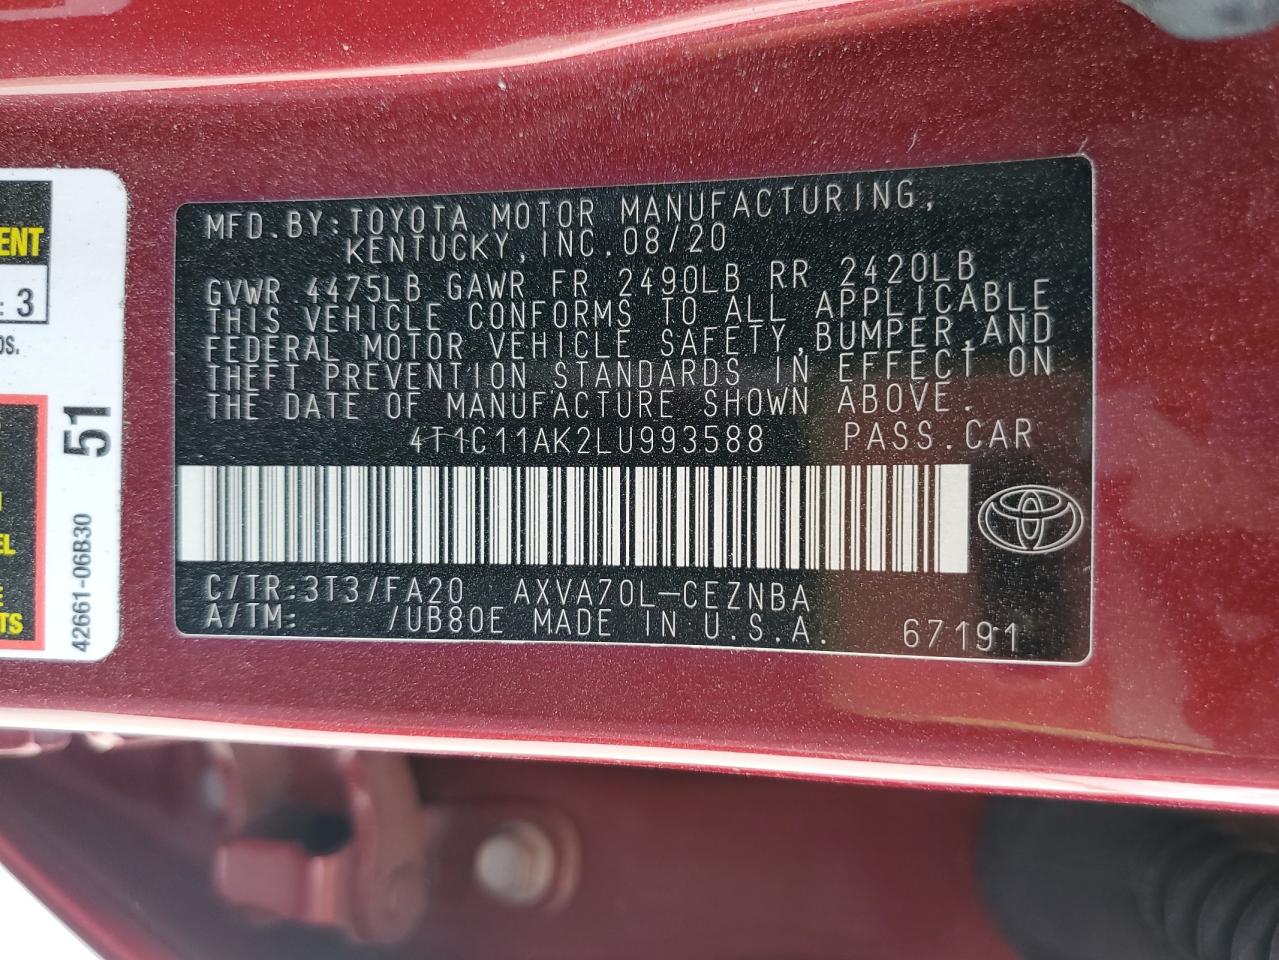 ENT
: 3
OS.
51
42661-06B30
EL
E
TS
MFD.BY:TOYOTA MOTOR MANUFACTURING,
KENTUCKY,INC.08/20
GVWR 4475LB GAWR FR 2490LB RR 2420LB
THIS VEHICLE CONFORMS TO ALL APPLICABLE
FEDERAL MOTOR VEHICLE SAFETY,BUMPER,AND
THEFT PREVENTION STANDARDS IN EFFECT ON
THE DATE OF MANUFACTURE SHOWN ABOVE.
4T1C11AK2LU993588 PASS.CAR
C/TR:3T3/FA20 AXVA70L-CEZNBA
A/TM: /UB80E MADE IN U.S.A. 67191